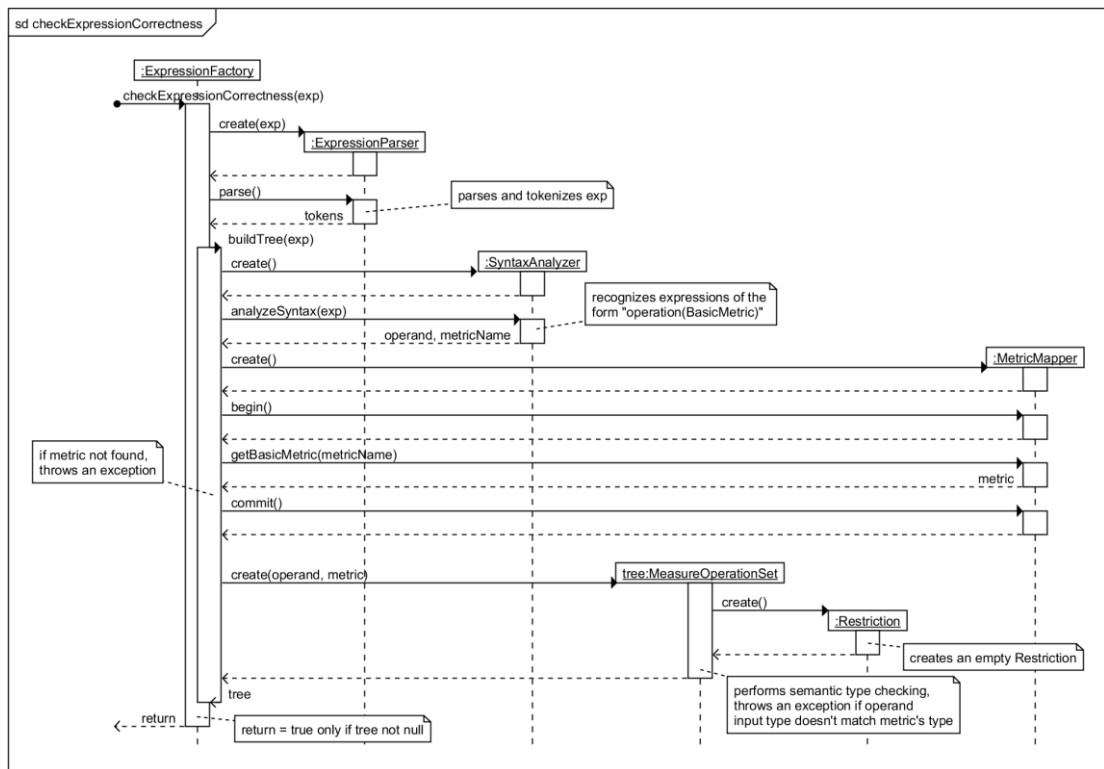 sd checkExpressionCorrectness
:ExpressionFactory
checkExpressionCorrectness(exp)
create(exp)
:ExpressionParser
parse()
parses and tokenizes exp
tokens
buildTree(exp)
create()
:SyntaxAnalyzer
recognizes expressions of the
form "operation(BasicMetric)"
analyzeSyntax(exp)
operand, metricName
create()
:MetricMapper
begin()
if metric not found,
throws an exception
getBasicMetric(metricName)
metric
commit()
create(operand, metric)
tree:MeasureOperationSet
create()
:Restriction
creates an empty Restriction
tree
performs semantic type checking,
throws an exception if operand
input type doesn't match metric's type
return
return = true only if tree not null